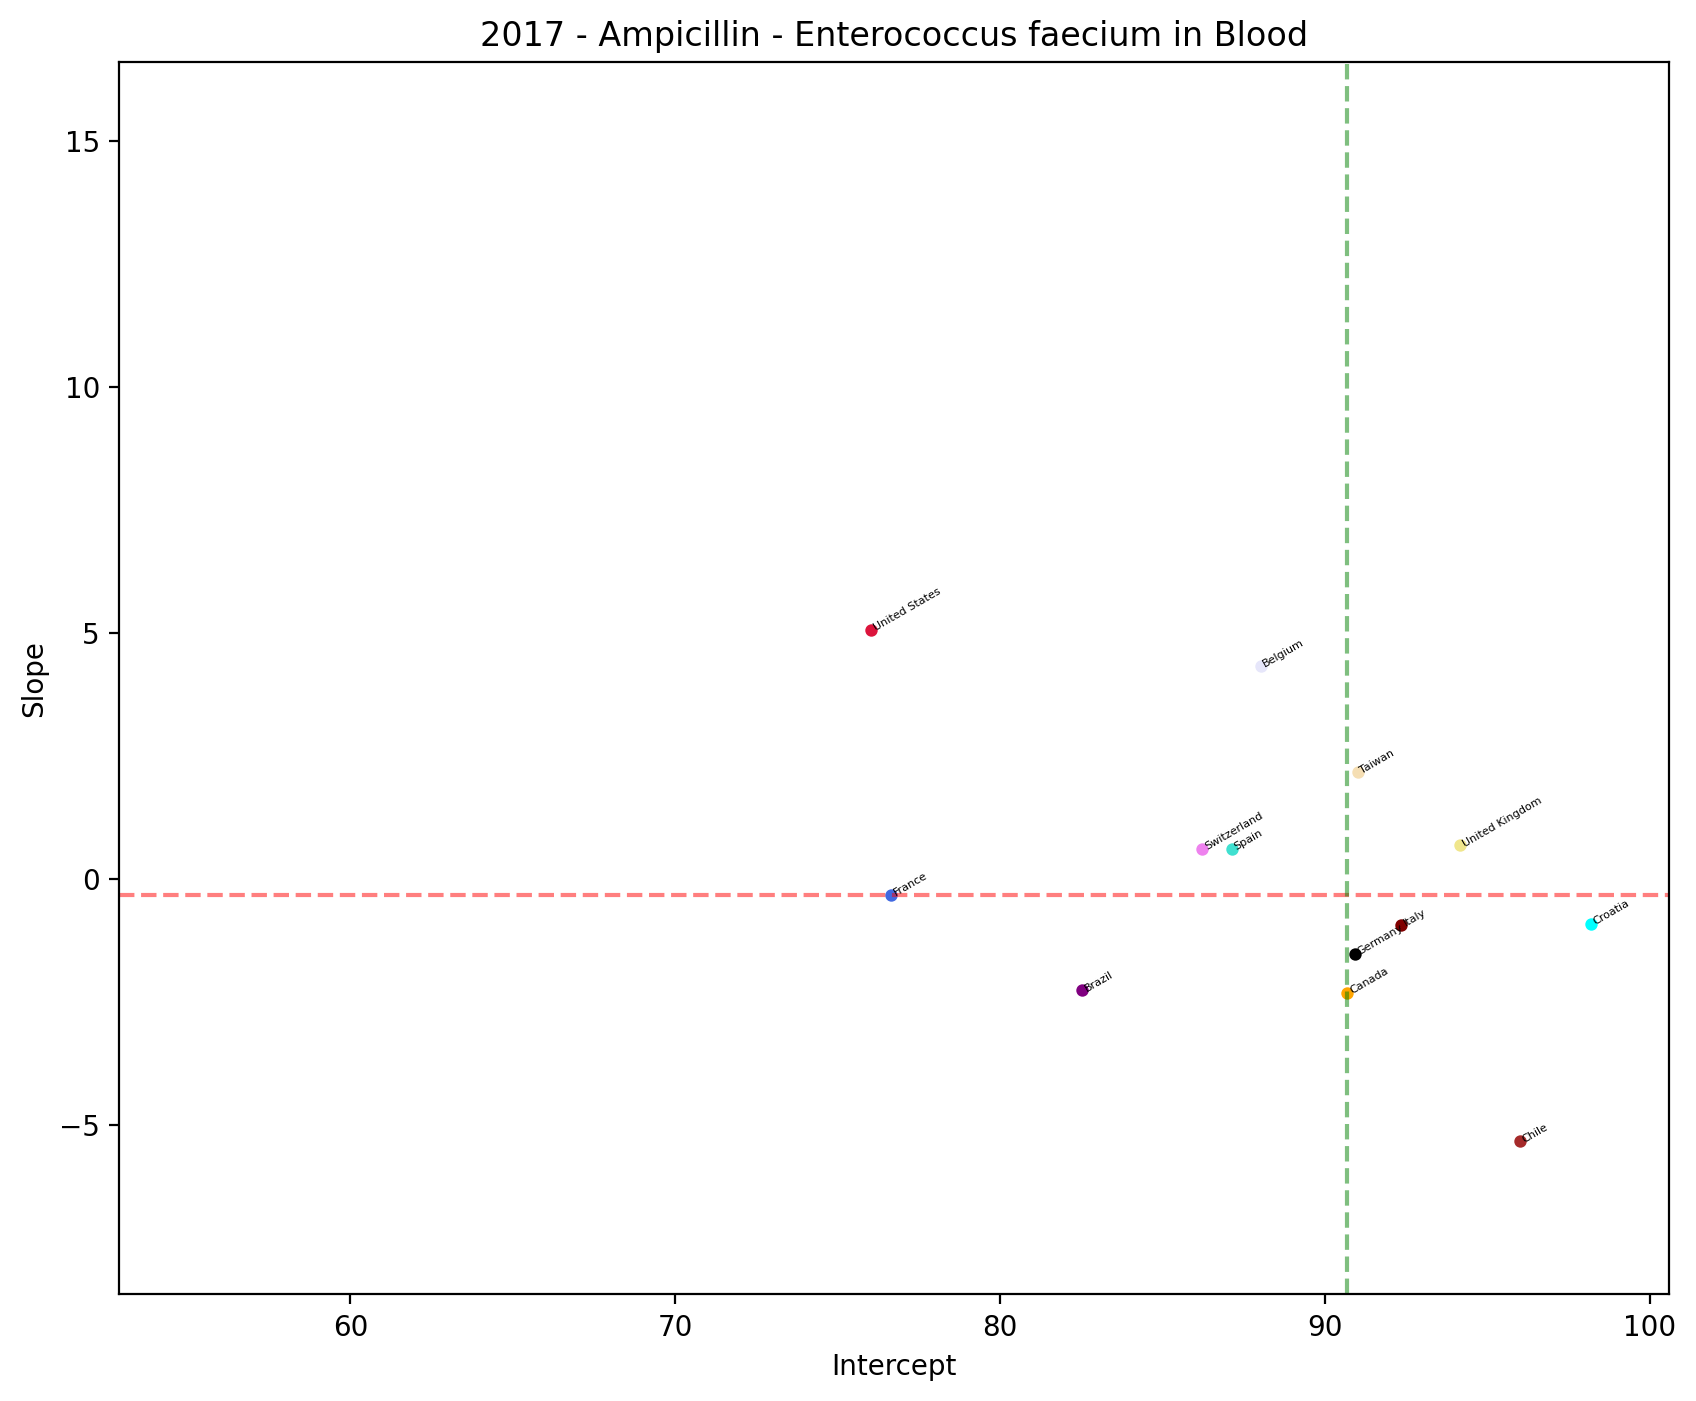 2017 - Ampicillin - Enterococcus faecium in Blood
15
10
5
0
−5
Slope
United States
Belgium
Taiwan
Switzerland
Spain
United Kingdom
France
Germany
Italy
Croatia
Brazil
Canada
Chile
60
70
80
90
100
Intercept